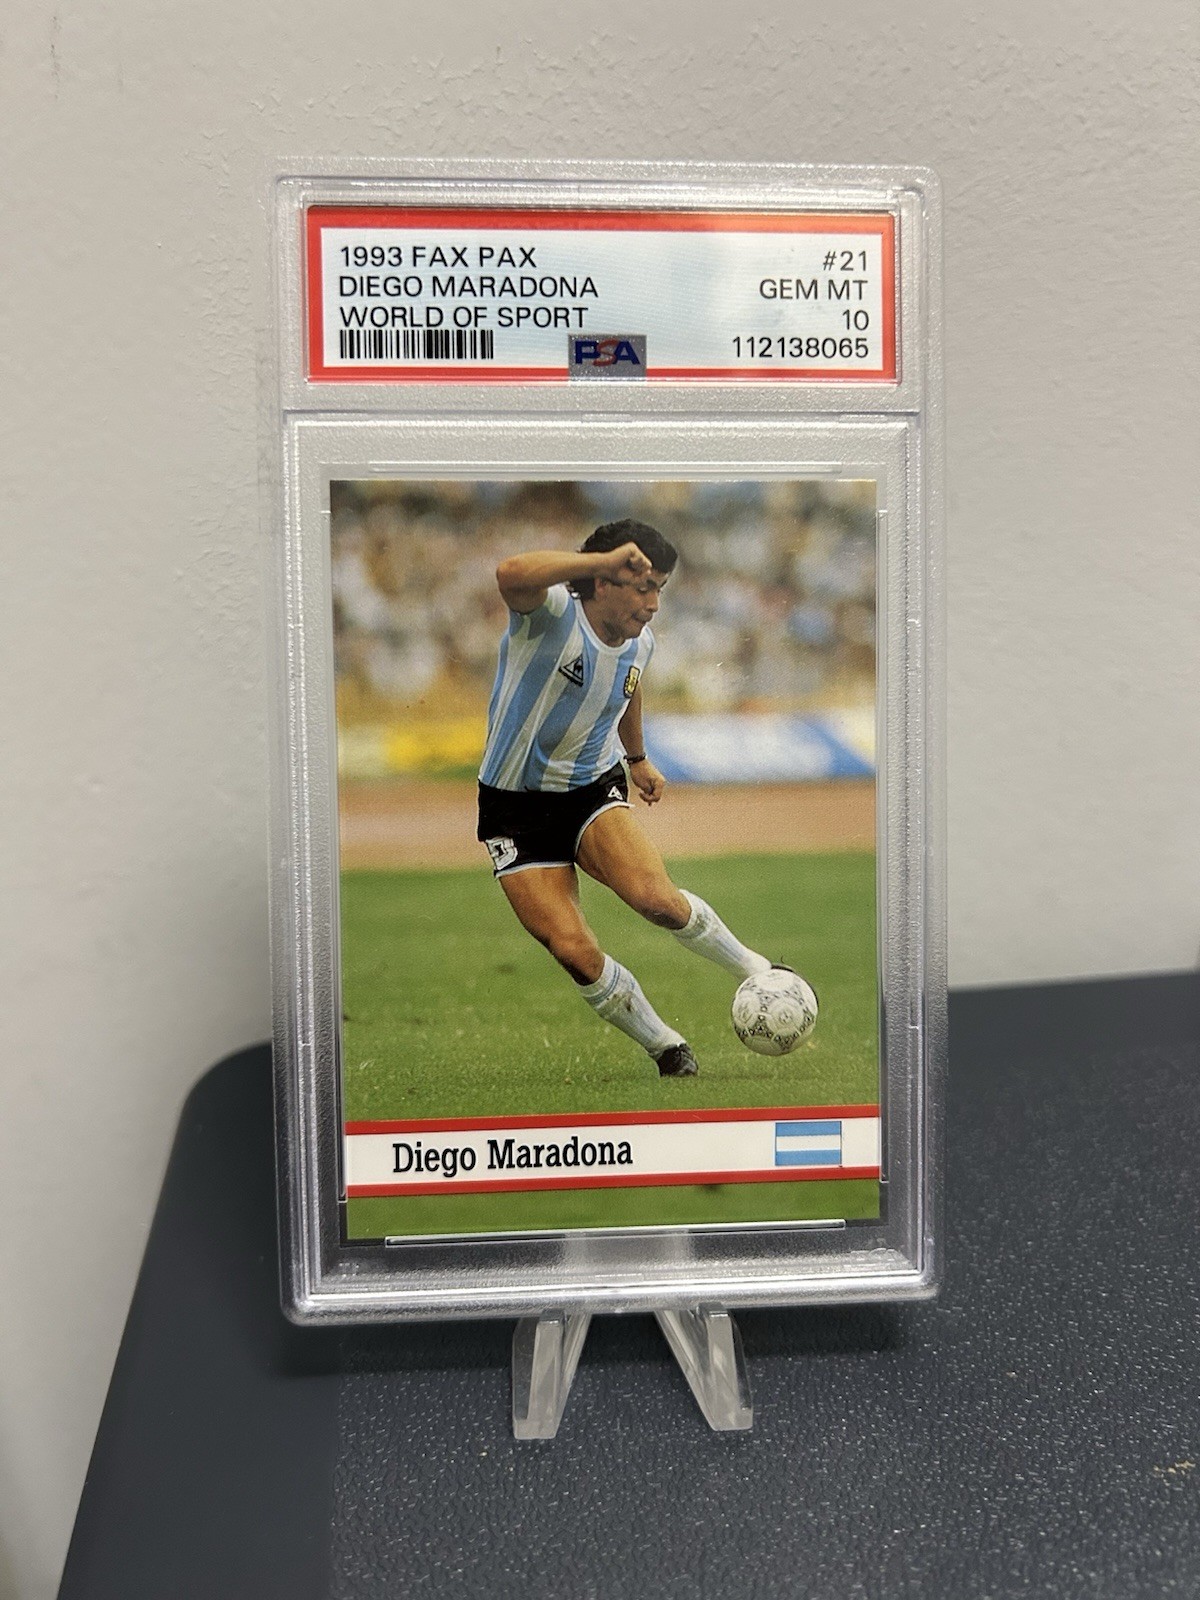 1993 FAX PAX #21
DIEGO MARADONA GEM MT
WORLD OF SPORT 10
PSA 112138065
Diego Maradona